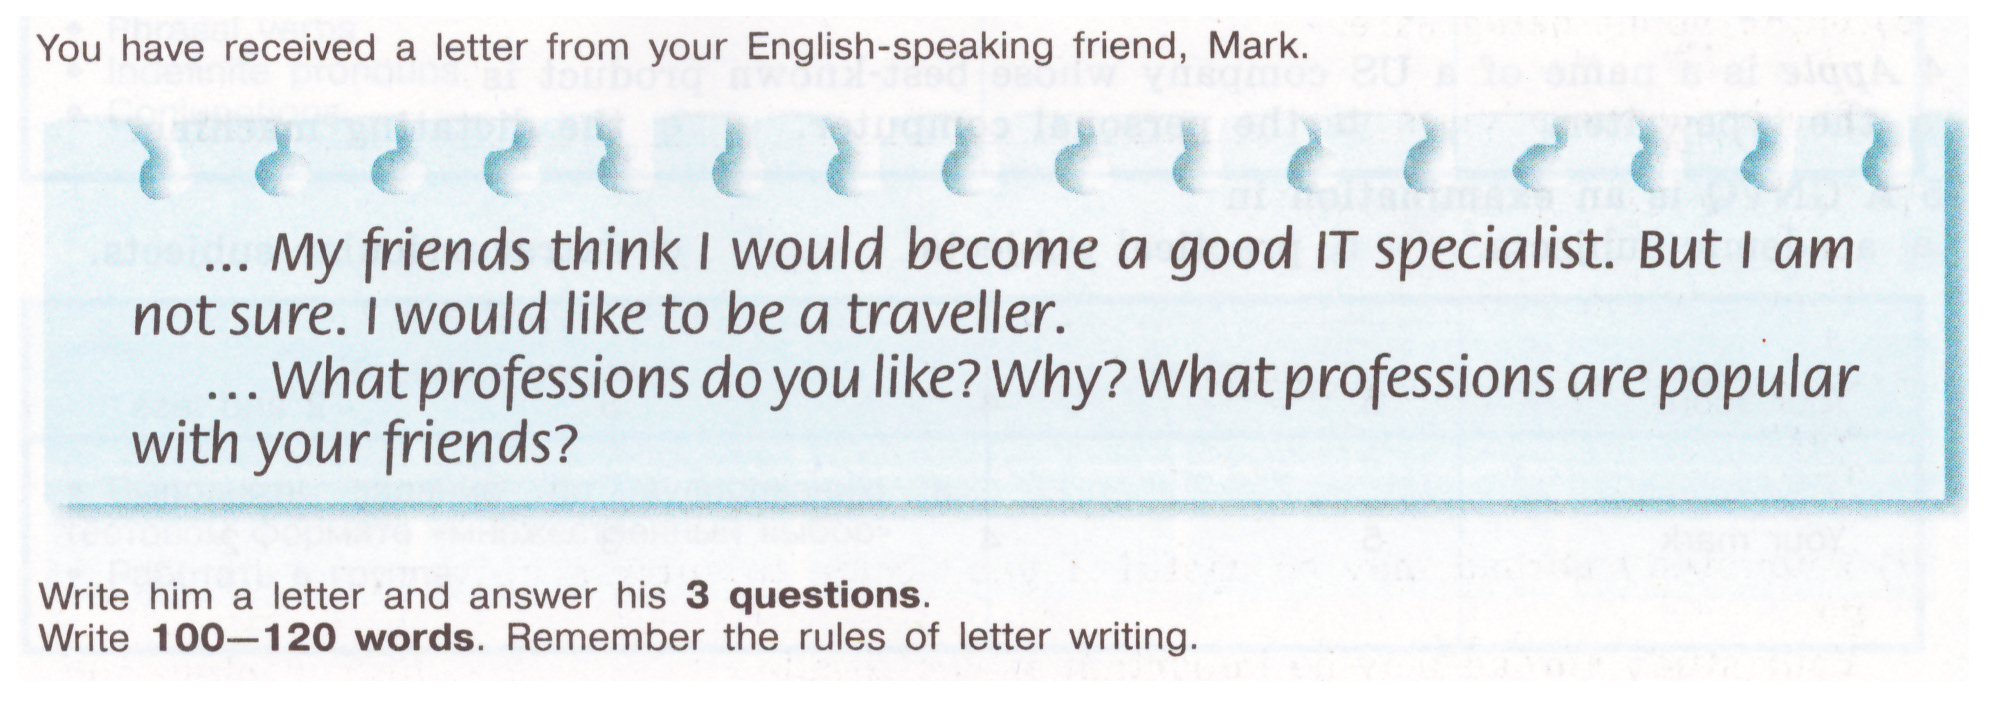 You have received a letter from your English-speaking friend, Mark.
... My friends think I would become a good IT specialist. But I am
not sure. I would like to be a traveller.
... What professions do you like? Why? What professions are popular
with your friends?
Write him a letter and answer his 3 questions.
Write 100—120 words. Remember the rules of letter writing.